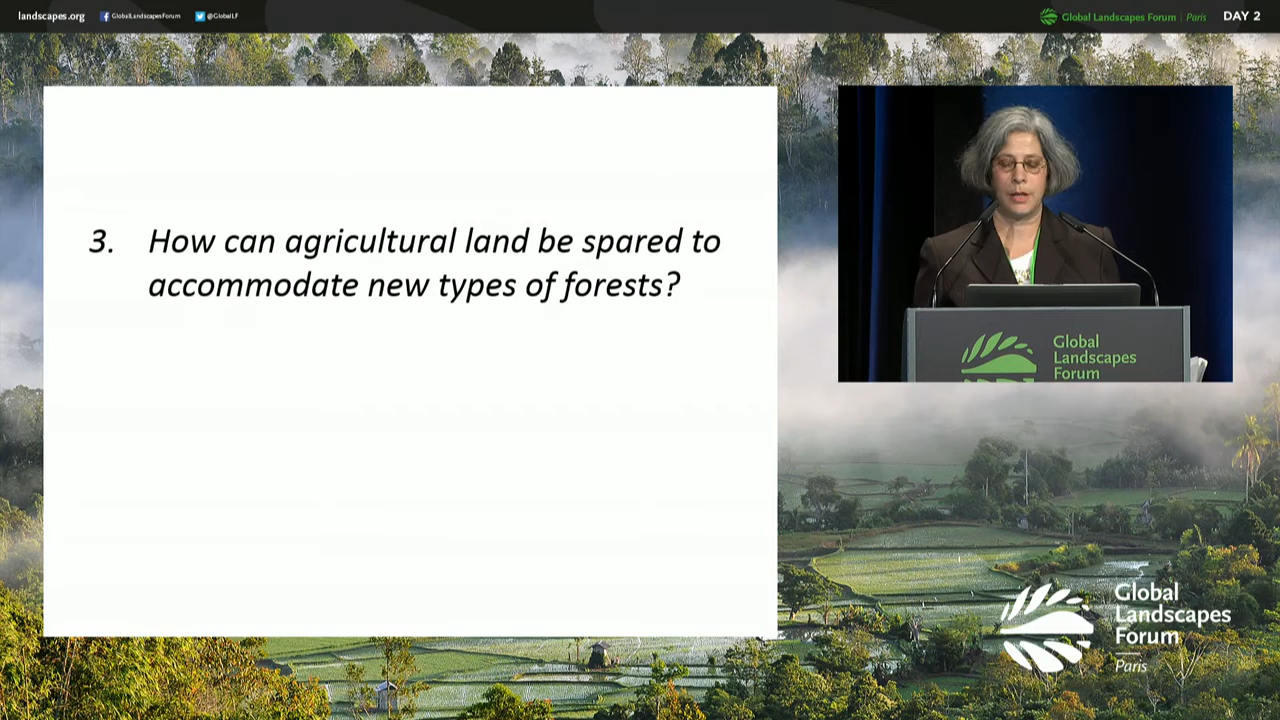 landscapes.org
GlobalLandscapesForum
@GlobalLF
Global Landscapes Forum | Paris
DAY 2
3. How can agricultural land be spared to
accommodate new types of forests?
Global
Landscapes
Forum
Global
Landscapes
Forum
Paris